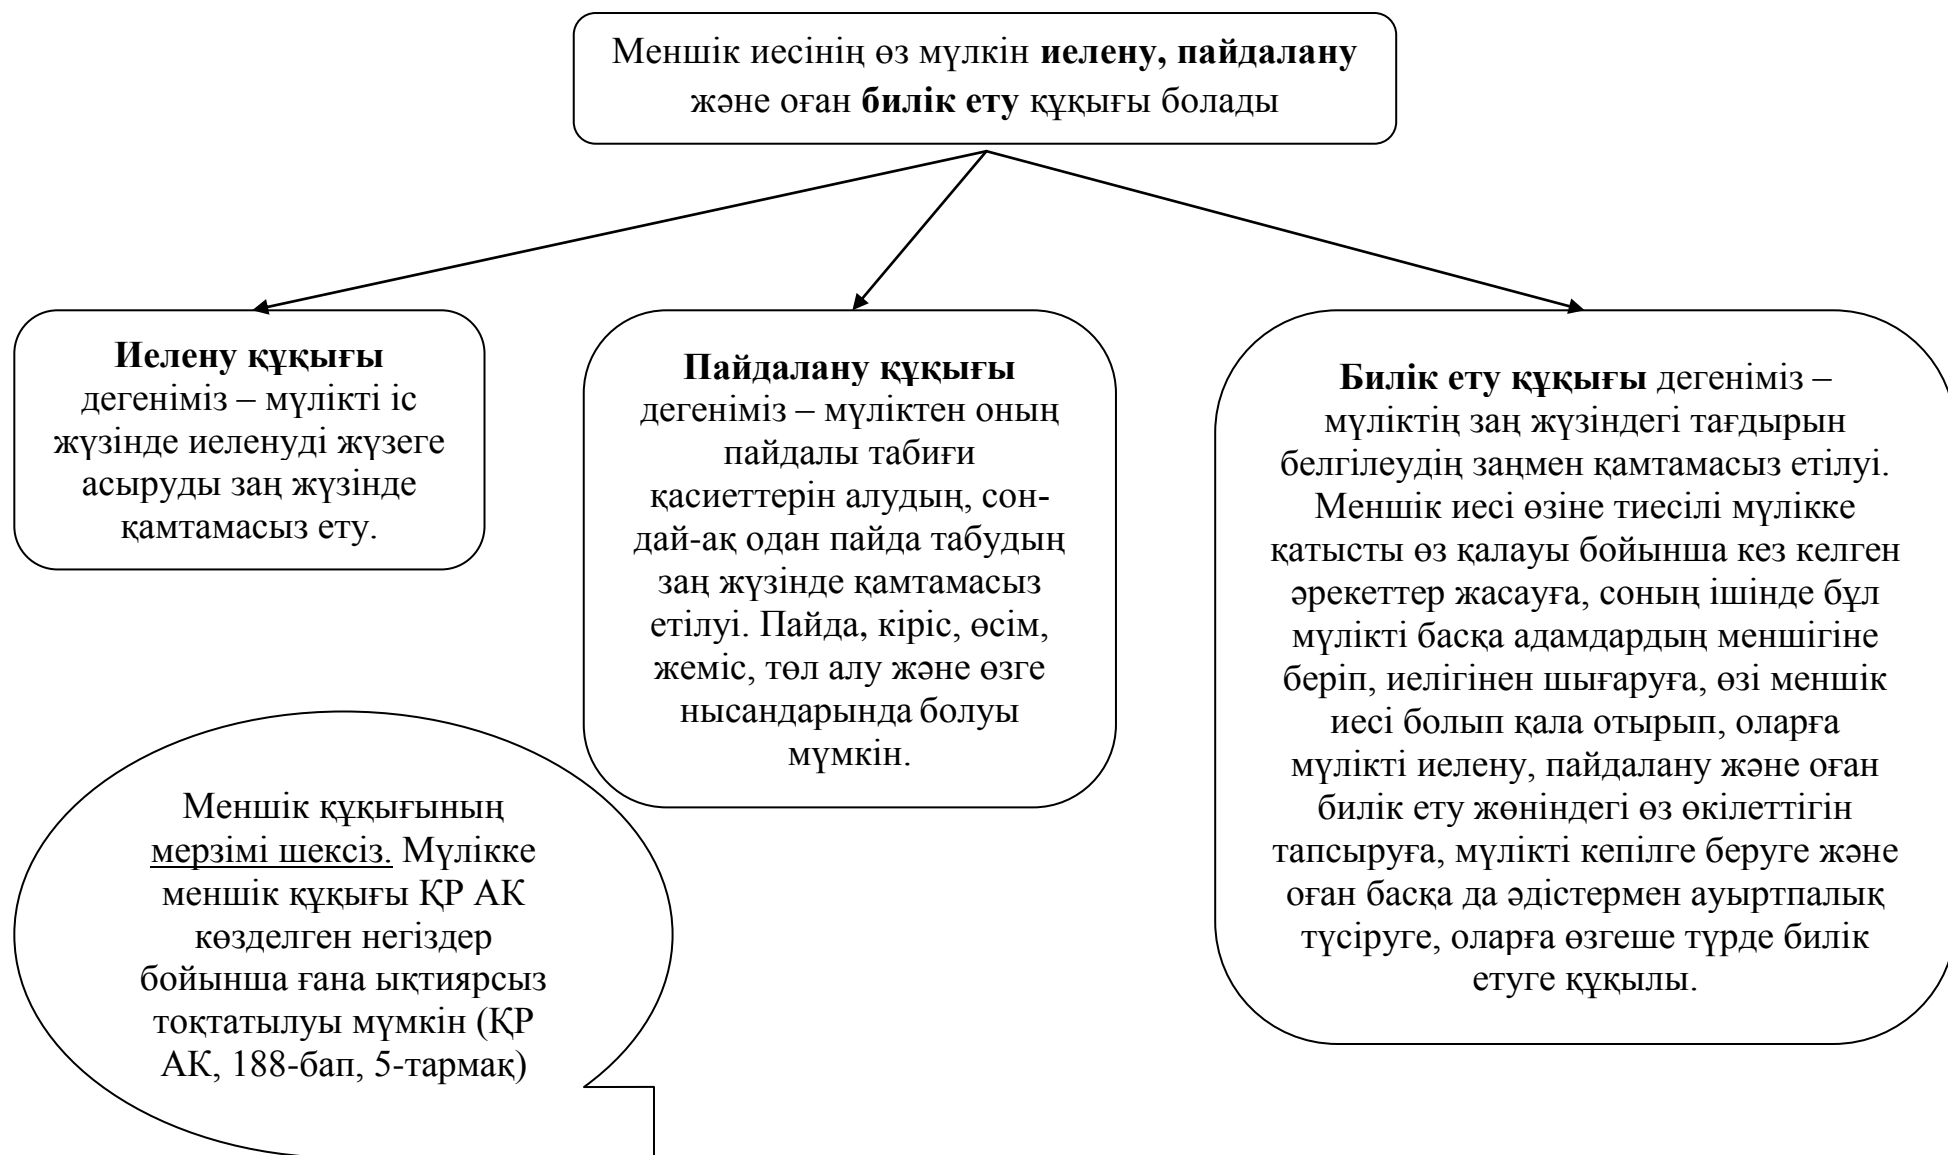 Меншік иесінің өз мүлкін иелену, пайдалану
және оған билік ету құқығы болады
Иелену құқығы
дегеніміз – мүлікті іс
жүзінде иеленуді жүзеге
асыруды заң жүзінде
қамтамасыз ету.
Пайдалану құқығы
дегеніміз – мүліктен оның
пайдалы табиғи
қасиеттерін алудың, сон-
дай-ақ одан пайда табудың
заң жүзінде қамтамасыз
етілуі. Пайда, кіріс, өсім,
жеміс, төл алу және өзге
нысандарында болуы
мүмкін.
Билік ету құқығы дегеніміз –
мүліктің заң жүзіндегі тағдырын
белгілеудің заңмен қамтамасыз етілуі.
Меншік иесі өзіне тиесілі мүлікке
қатысты өз қалауы бойынша кез келген
әрекеттер жасауға, соның ішінде бұл
мүлікті басқа адамдардың меншігіне
беріп, иелігінен шығаруға, өзі меншік
иесі болып қала отырып, оларға
мүлікті иелену, пайдалану және оған
билік ету жөніндегі өз өкілеттігін
тапсыруға, мүлікті кепілге беруге және
оған басқа да әдістермен ауыртпалық
түсіруге, оларға өзгеше түрде билік
етуге құқылы.
Меншік құқығының
мерзімі шексіз. Мүлікке
меншік құқығы ҚР АК
көзделген негіздер
бойынша ғана ықтиярсыз
тоқтатылуы мүмкін (ҚР
АК, 188-бап, 5-тармақ)